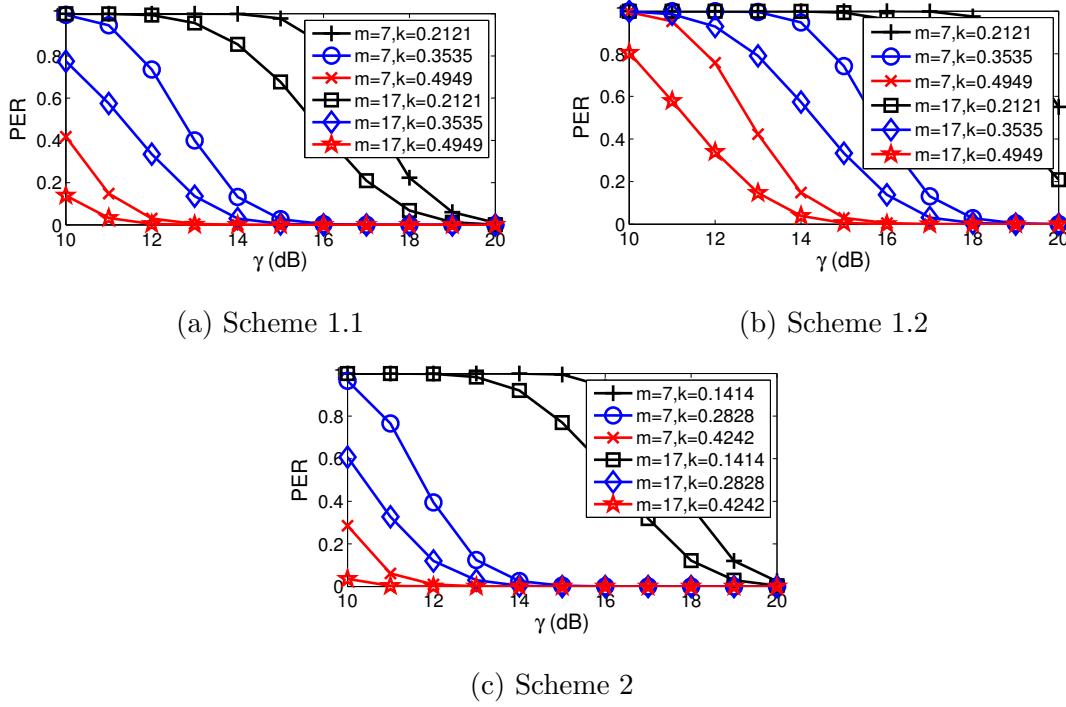 PER
1
0.8
0.6
0.4
0.2
0
10
12
14
16
18
20
γ (dB)
m=7,k=0.2121
m=7,k=0.3535
m=7,k=0.4949
m=17,k=0.2121
m=17,k=0.3535
m=17,k=0.4949
(a) Scheme 1.1
PER
1
0.8
0.6
0.4
0.2
0
10
12
14
16
18
20
γ (dB)
m=7,k=0.2121
m=7,k=0.3535
m=7,k=0.4949
m=17,k=0.2121
m=17,k=0.3535
m=17,k=0.4949
(b) Scheme 1.2
PER
1
0.8
0.6
0.4
0.2
0
10
12
14
16
18
20
γ (dB)
m=7,k=0.1414
m=7,k=0.2828
m=7,k=0.4242
m=17,k=0.1414
m=17,k=0.2828
m=17,k=0.4242
(c) Scheme 2